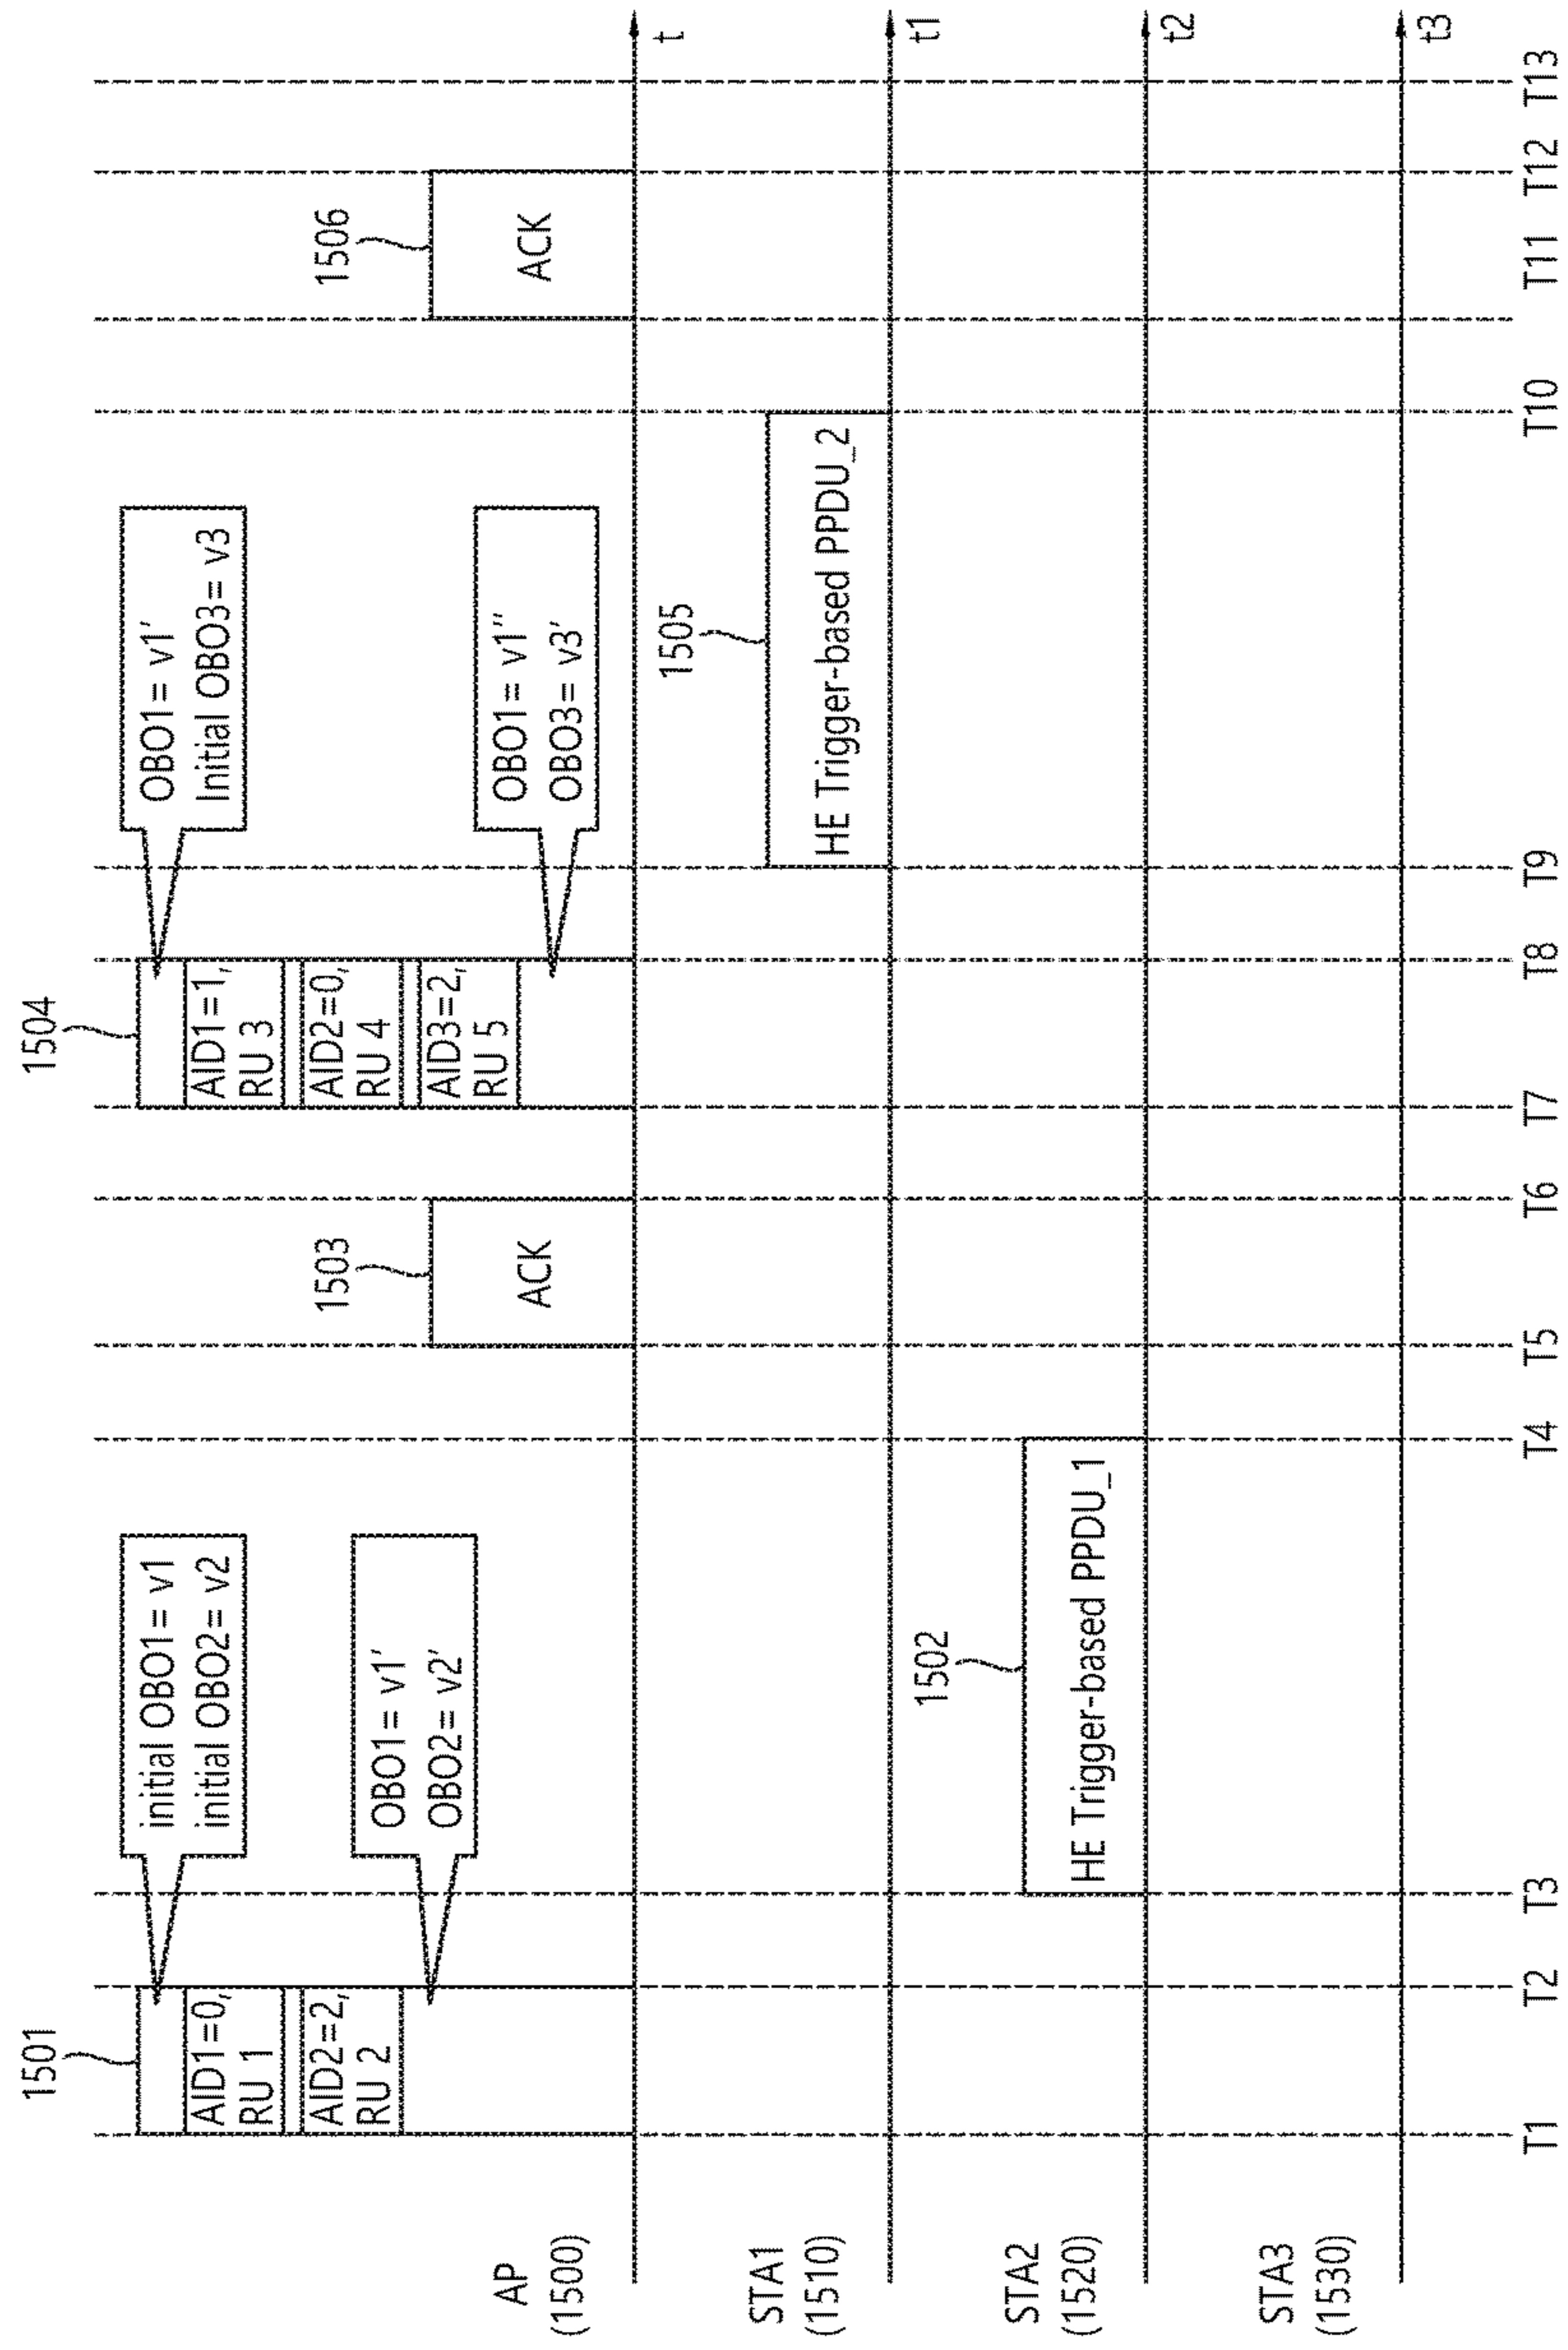 1501
AID1=0,
RU 1
AID2=2,
RU 2
initial OBO1= v1
initial OBO2= v2
OBO1= v1'
OBO2= v2'
1503
ACK
1504
AID1=1,
RU 3
AID2=0,
RU 4
AID3=2,
RU 5
OBO1= v1'
Initial OBO3= v3
OBO1= v1''
OBO3= v3'
1506
ACK
AP
(1500)
t
1505
HE Trigger-based PPDU_2
STA1
(1510)
t1
1502
HE Trigger-based PPDU_1
STA2
(1520)
t2
STA3
(1530)
t3
T1
T2
T3
T4
T5
T6
T7
T8
T9
T10
T11
T12
T13